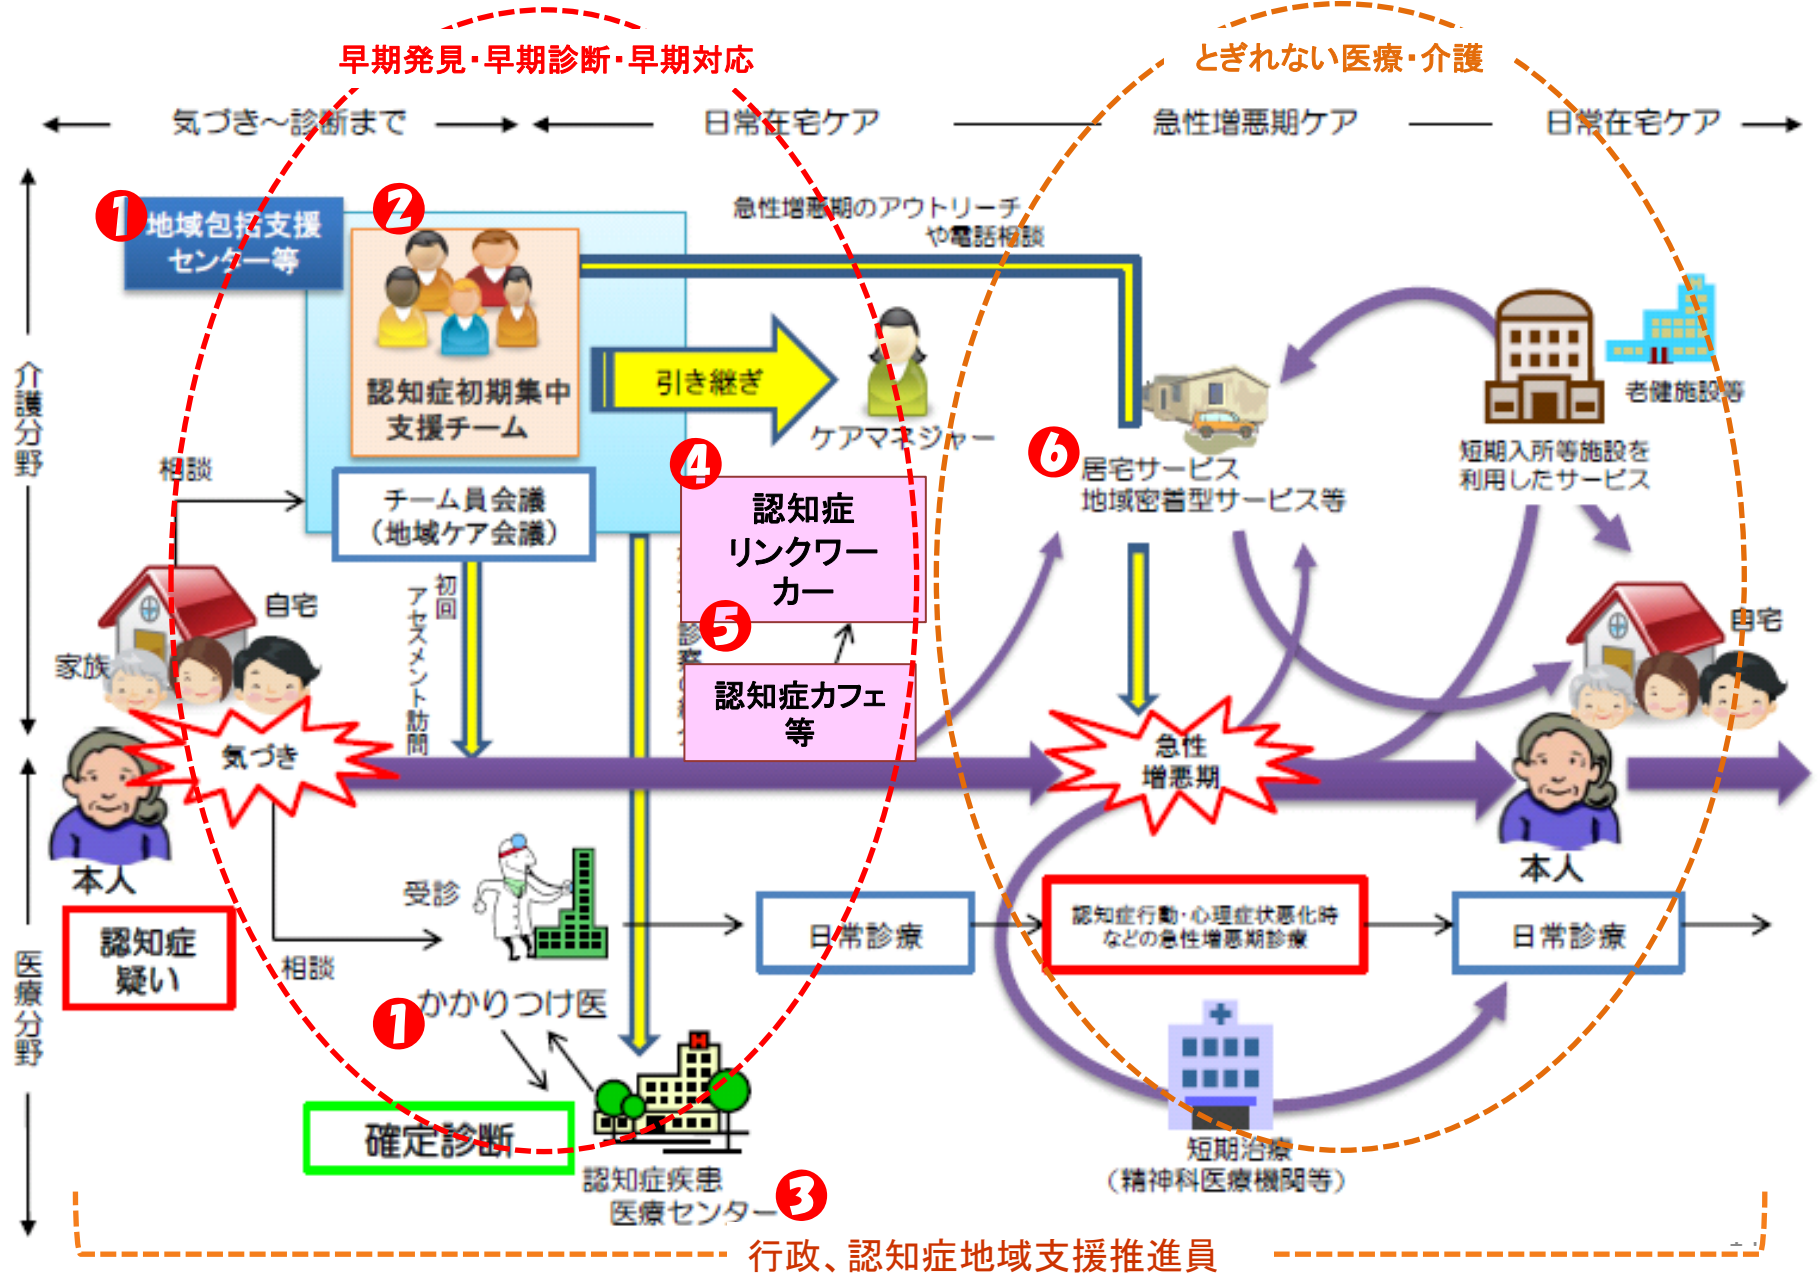 早期発見・早期診断・早期対応
とぎれない医療・介護
気づき～診断まで
日常在宅ケア
急性増悪期ケア
日常在宅ケア
1
地域包括支援
センター等
2
認知症初期集中
支援チーム
チーム員会議
（地域ケア会議）
急性増悪期のアウトリーチ
や電話相談
引き継ぎ
ケアマネジャー
老健施設等
短期入所等施設を
利用したサービス
6
居宅サービス
地域密着型サービス等
介護分野
相談
4
認知症
リンクワー
カー
5
認知症カフェ
等
初回
アセスメント訪問
自宅
家族
気づき
急性
増悪期
自宅
本人
本人
認知症
疑い
医療分野
相談
受診
1
かかりつけ医
日常診療
認知症行動・心理症状悪化時
などの急性増悪期診療
日常診療
確定診断
認知症疾患
医療センター
3
短期治療
（精神科医療機関等）
行政、認知症地域支援推進員